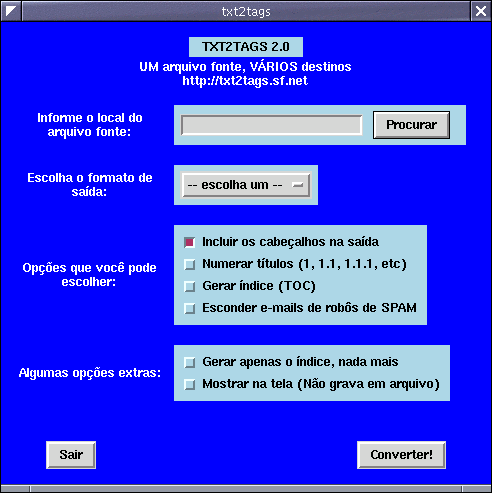 txt2tags
TXT2TAGS 2.0
UM arquivo fonte, VÁRIOS destinos
http://txt2tags.sf.net
Informe o local do
arquivo fonte:
Procurar
Escolha o formato de
saída:
-- escolha um --
Opções que você pode
escolher:
Incluir os cabeçalhos na saída
Numerar títulos (1, 1.1, 1.1.1, etc)
Gerar índice (TOC)
Esconder e-mails de robôs de SPAM
Algumas opções extras:
Gerar apenas o índice, nada mais
Mostrar na tela (Não grava em arquivo)
Sair
Converter!